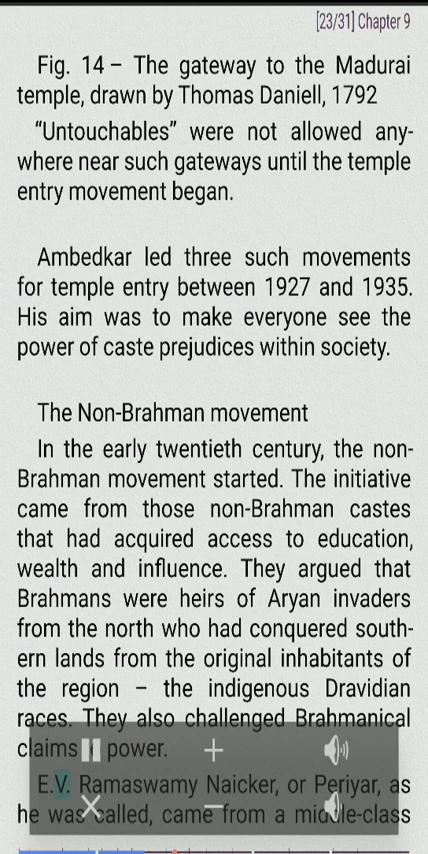 [23/31] Chapter 9
Fig. 14 – The gateway to the Madurai
temple, drawn by Thomas Daniell, 1792
“Untouchables” were not allowed any-
where near such gateways until the temple
entry movement began.
Ambedkar led three such movements
for temple entry between 1927 and 1935.
His aim was to make everyone see the
power of caste prejudices within society.
The Non-Brahman movement
In the early twentieth century, the non-
Brahman movement started. The initiative
came from those non-Brahman castes
that had acquired access to education,
wealth and influence. They argued that
Brahmans were heirs of Aryan invaders
from the north who had conquered south-
ern lands from the original inhabitants of
the region – the indigenous Dravidian
races. They also challenged Brahmanical
claims power.
E.V. Ramaswamy Naicker, or Periyar, as
he was called, came from a middle-class